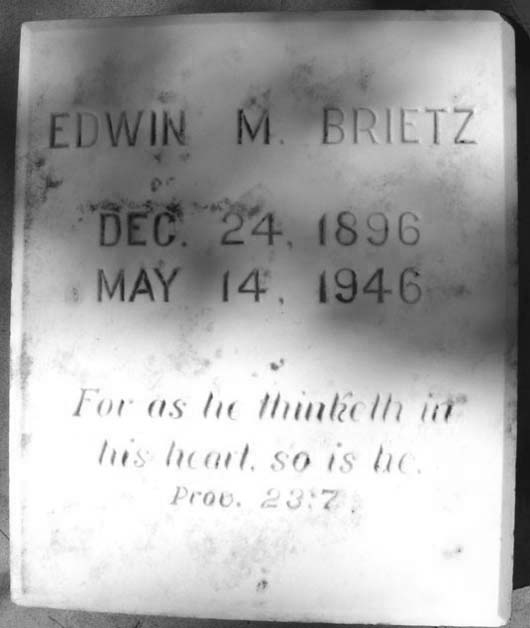 EDWIN M. BRIETZ
DEC. 24, 1896
MAY 14, 1946
For as he thinketh in
his heart, so is he.
Prov. 23:7.